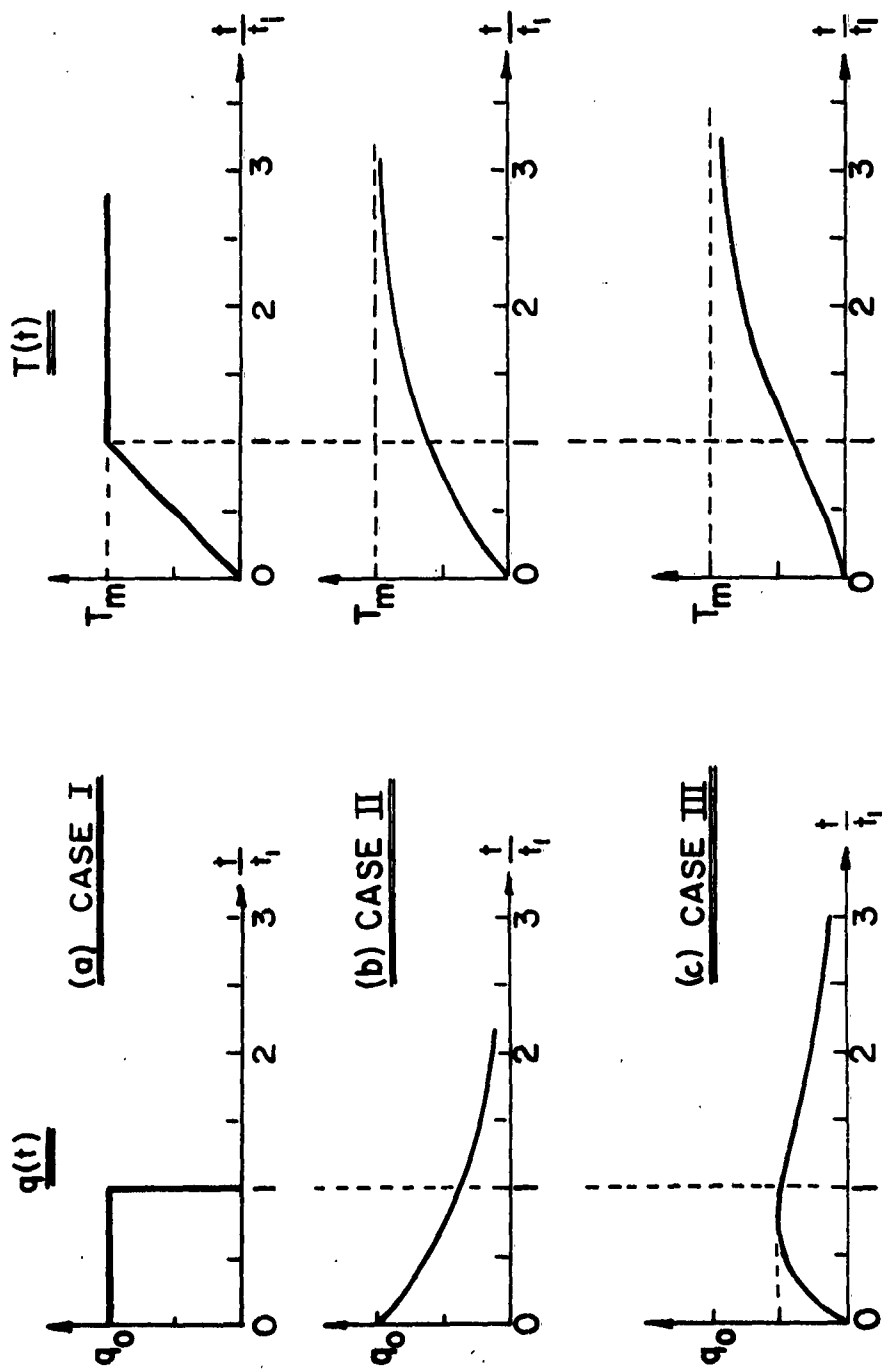 q(t)
T(t)
(a) CASE I
q₀
0
1
2
3
t/t₁
Tm
0
1
2
3
t/t₁
(b) CASE II
q₀
0
1
2
3
t/t₁
Tm
0
1
2
3
t/t₁
(c) CASE III
q₀
0
1
2
3
t/t₁
Tm
0
1
2
3
t/t₁